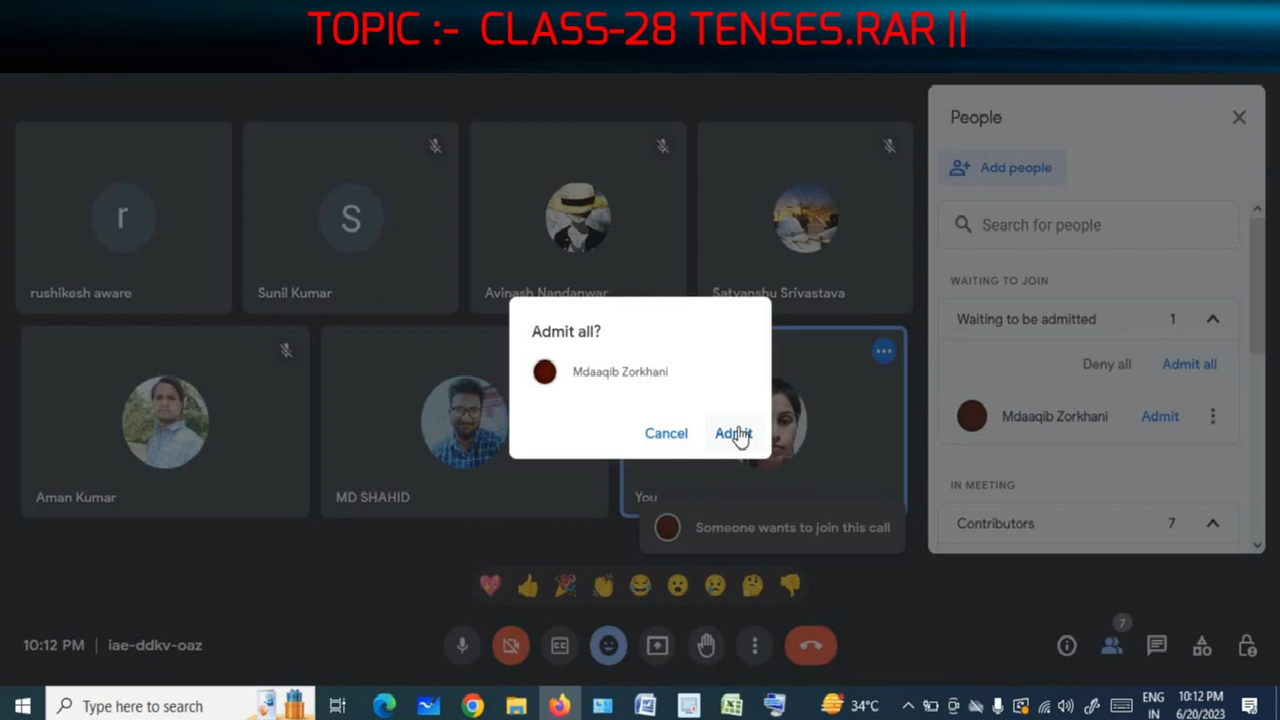 TOPIC :- CLASS-28 TENSES.RAR ||
People
Add people
Search for people
WAITING TO JOIN
Waiting to be admitted 1
Deny all Admit all
Mdaaqib Zorkhani Admit
IN MEETING
Contributors 7
r
rushikesh aware
S
Sunil Kumar
Avinash Nandanwar
Satyanshu Srivastava
Aman Kumar
MD SHAHID
You
Admit all?
Mdaaqib Zorkhani
Cancel Admit
Someone wants to join this call
10:12 PM | iae-ddkv-oaz
7
Type here to search
34°C
ENG
IN
10:12 PM
6/20/2023